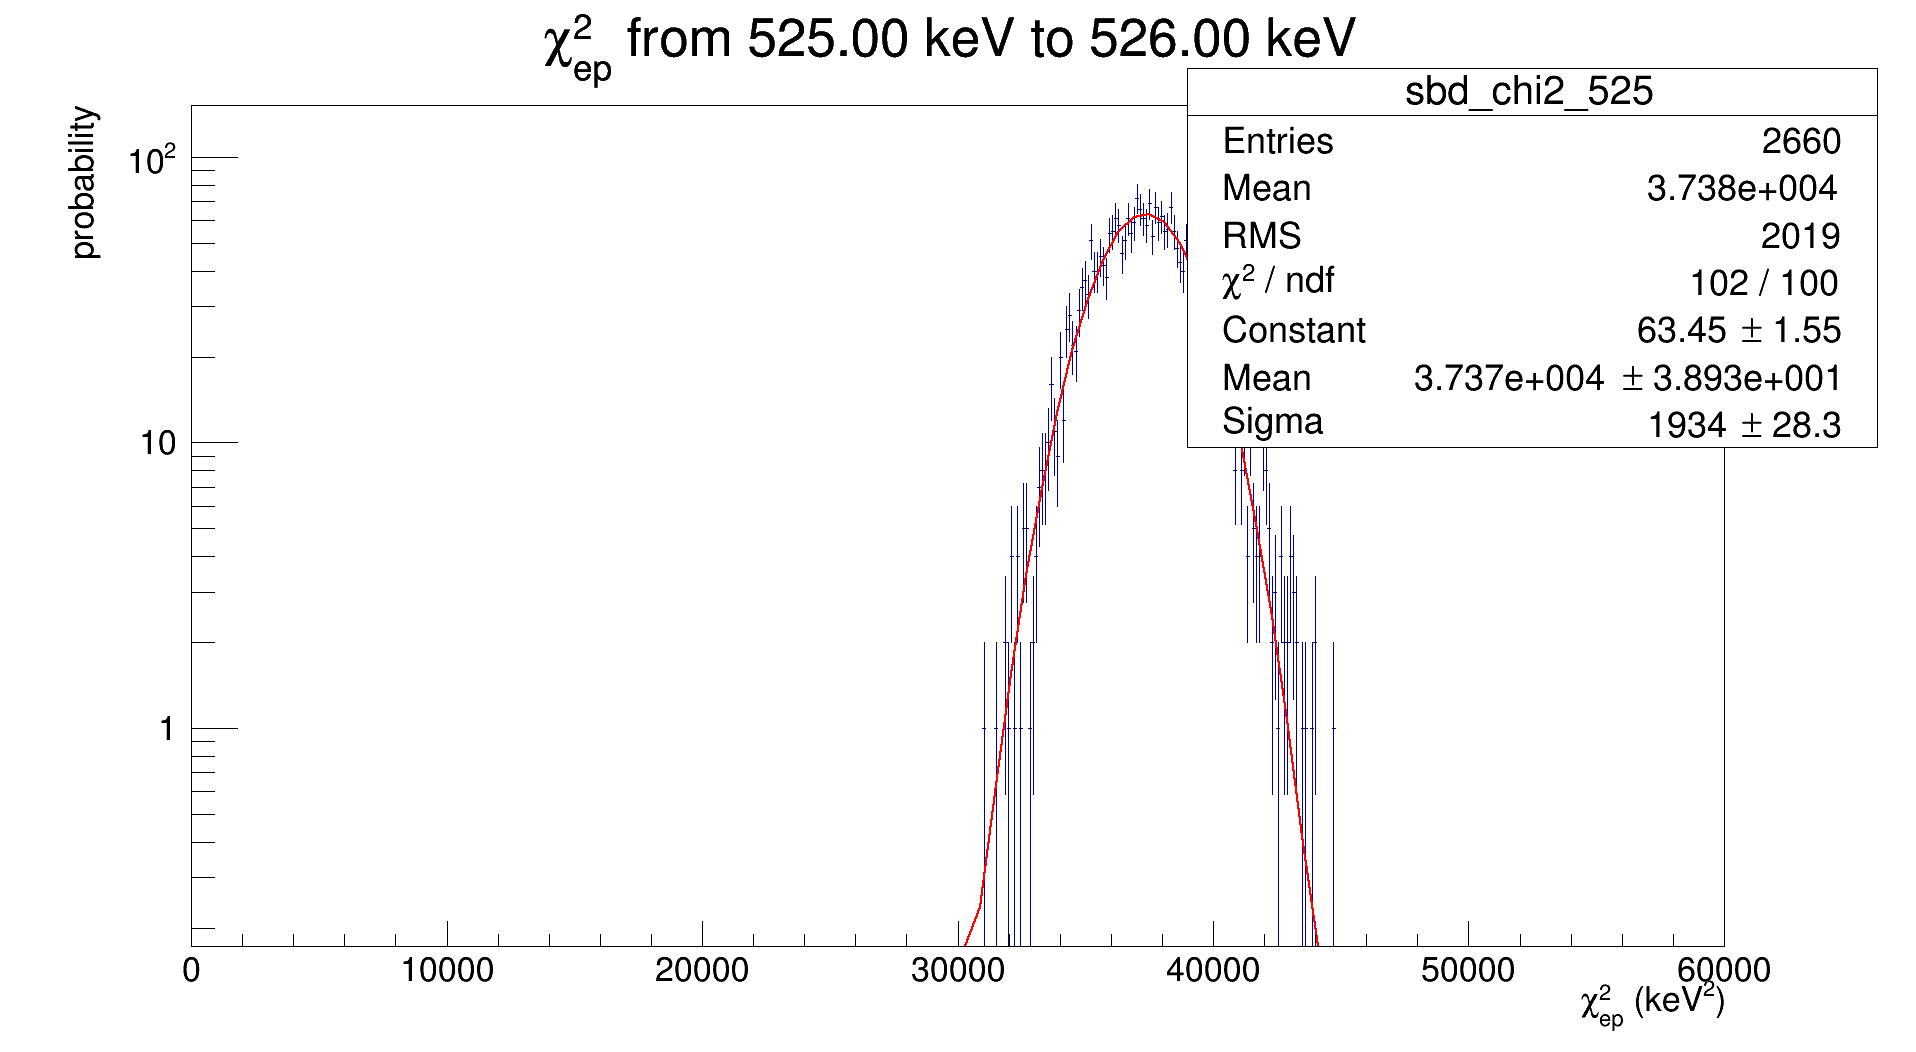 χ²ep from 525.00 keV to 526.00 keV
sbd_chi2_525
Entries 2660
Mean 3.738e+004
RMS 2019
χ² / ndf 102 / 100
Constant 63.45 ± 1.55
Mean 3.737e+004 ± 3.893e+001
Sigma 1934 ± 28.3
probability
10²
10
1
0 10000 20000 30000 40000 50000 60000
χ²ep (keV²)